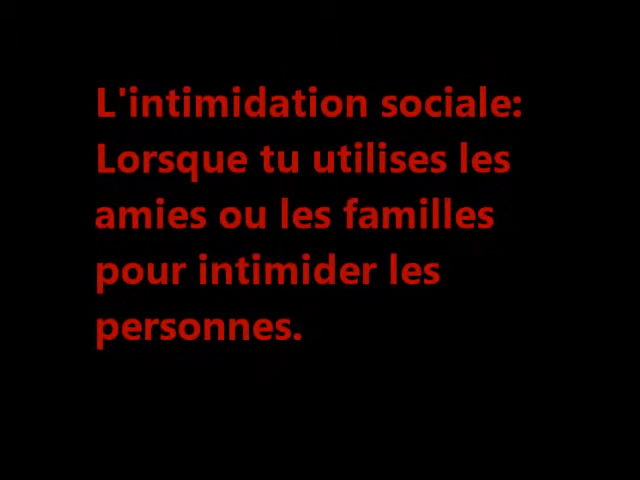 L'intimidation sociale:
Lorsque tu utilises les
amies ou les familles
pour intimider les
personnes.